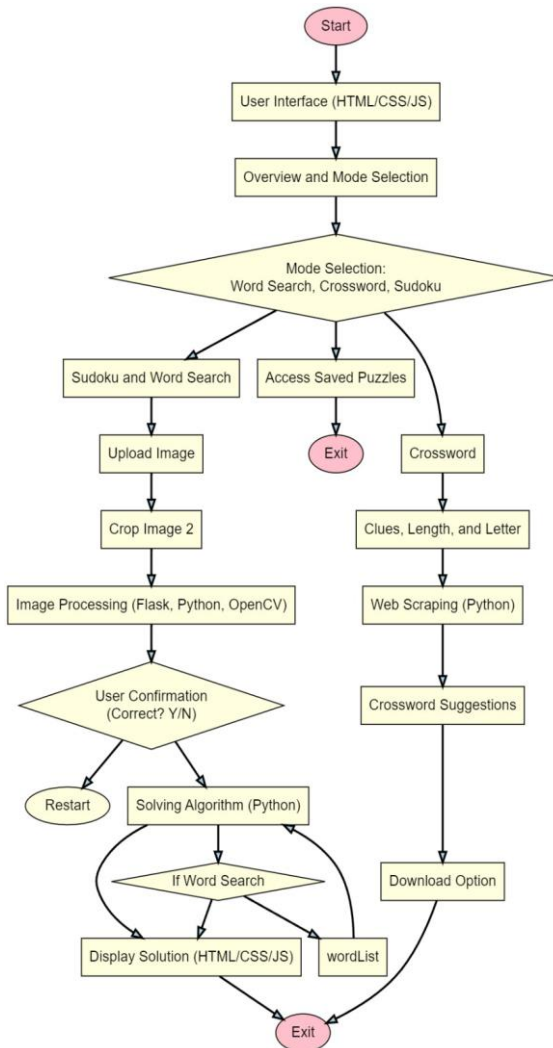 Start
User Interface (HTML/CSS/JS)
Overview and Mode Selection
Mode Selection:
Word Search, Crossword, Sudoku
Sudoku and Word Search
Access Saved Puzzles
Upload Image
Exit
Crossword
Crop Image 2
Clues, Length, and Letter
Image Processing (Flask, Python, OpenCV)
Web Scraping (Python)
User Confirmation
(Correct? Y/N)
Crossword Suggestions
Restart
Solving Algorithm (Python)
If Word Search
Download Option
Display Solution (HTML/CSS/JS)
wordList
Exit